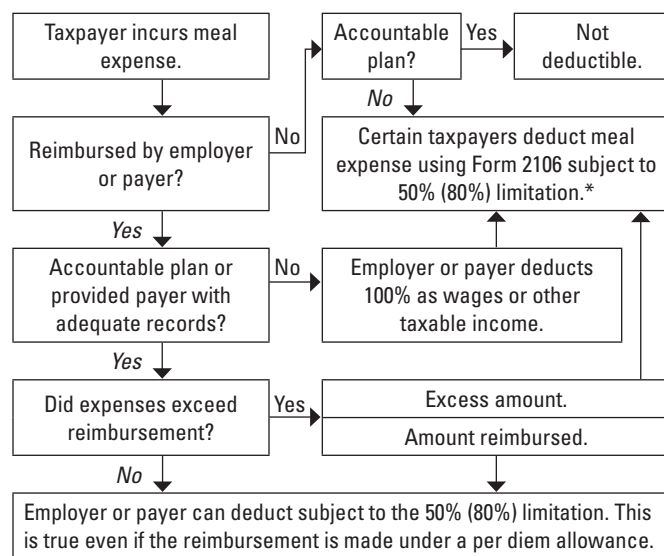 Taxpayer incurs meal
expense.
Accountable
plan?
Yes
Not
deductible.
No
No
Reimbursed by employer
or payer?
Certain taxpayers deduct meal
expense using Form 2106 subject to
50% (80%) limitation.*
Yes
Accountable plan or
provided payer with
adequate records?
No
Employer or payer deducts
100% as wages or other
taxable income.
Yes
Did expenses exceed
reimbursement?
Yes
Excess amount.
Amount reimbursed.
No
Employer or payer can deduct subject to the 50% (80%) limitation. This
is true even if the reimbursement is made under a per diem allowance.